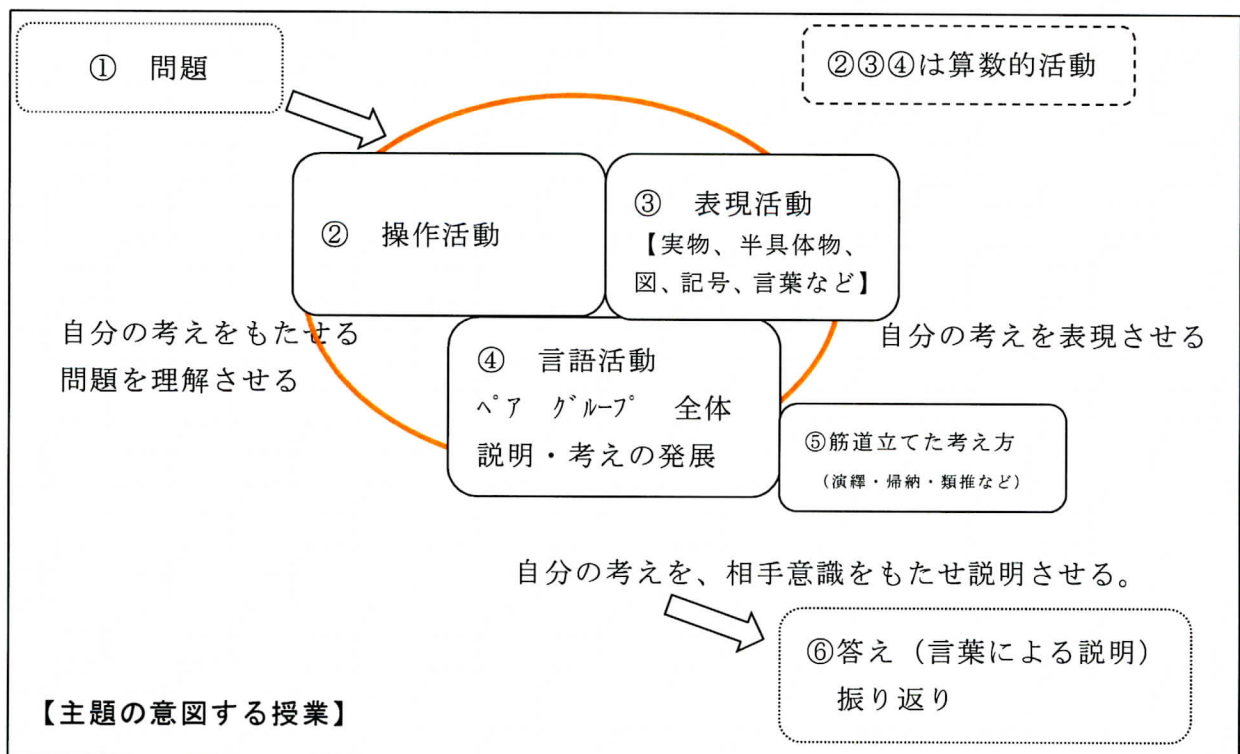 ① 問題
②③④は算数的活動
② 操作活動
③ 表現活動
【実物、半具体物、
図、記号、言葉など】
自分の考えをもたせる
問題を理解させる
自分の考えを表現させる
④ 言語活動
ﾍﾟｱ ｸﾞﾙｰﾌﾟ 全体
説明・考えの発展
⑤筋道立てた考え方
（演繹・帰納・類推など）
自分の考えを、相手意識をもたせ説明させる。
⑥答え（言葉による説明）
振り返り
【主題の意図する授業】